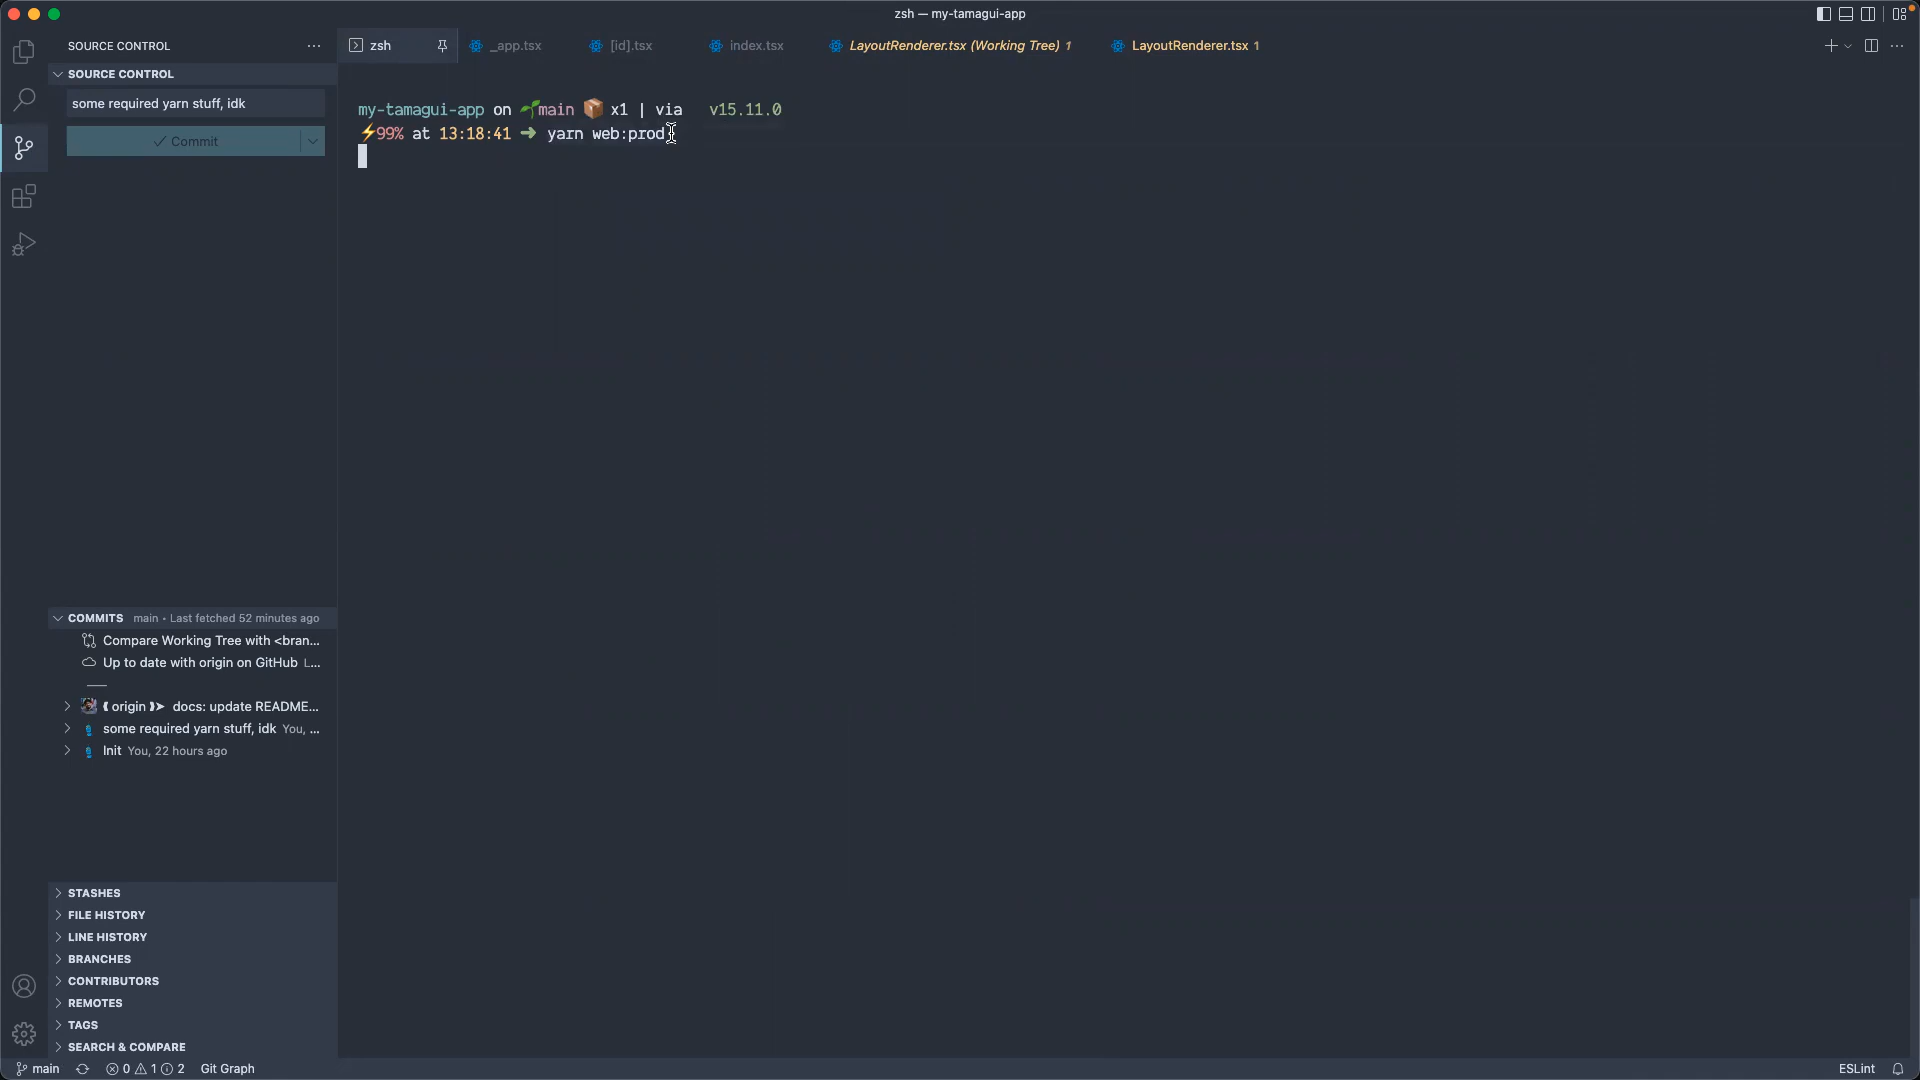 zsh — my-tamagui-app
SOURCE CONTROL
zsh
_app.tsx
[id].tsx
index.tsx
LayoutRenderer.tsx (Working Tree) 1
LayoutRenderer.tsx 1
SOURCE CONTROL
some required yarn stuff, idk
Commit
my-tamagui-app on main x1 | via v15.11.0
99% at 13:18:41 ➜ yarn web:prod
COMMITS main • Last fetched 52 minutes ago
Compare Working Tree with <bran...
Up to date with origin on GitHub L...
origin docs: update README...
some required yarn stuff, idk You, ...
Init You, 22 hours ago
STASHES
FILE HISTORY
LINE HISTORY
BRANCHES
CONTRIBUTORS
REMOTES
TAGS
SEARCH & COMPARE
main 0 1 2 Git Graph ESLint